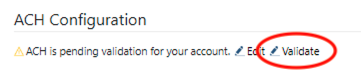 ACH Configuration
ACH is pending validation for your account. Edit Validate